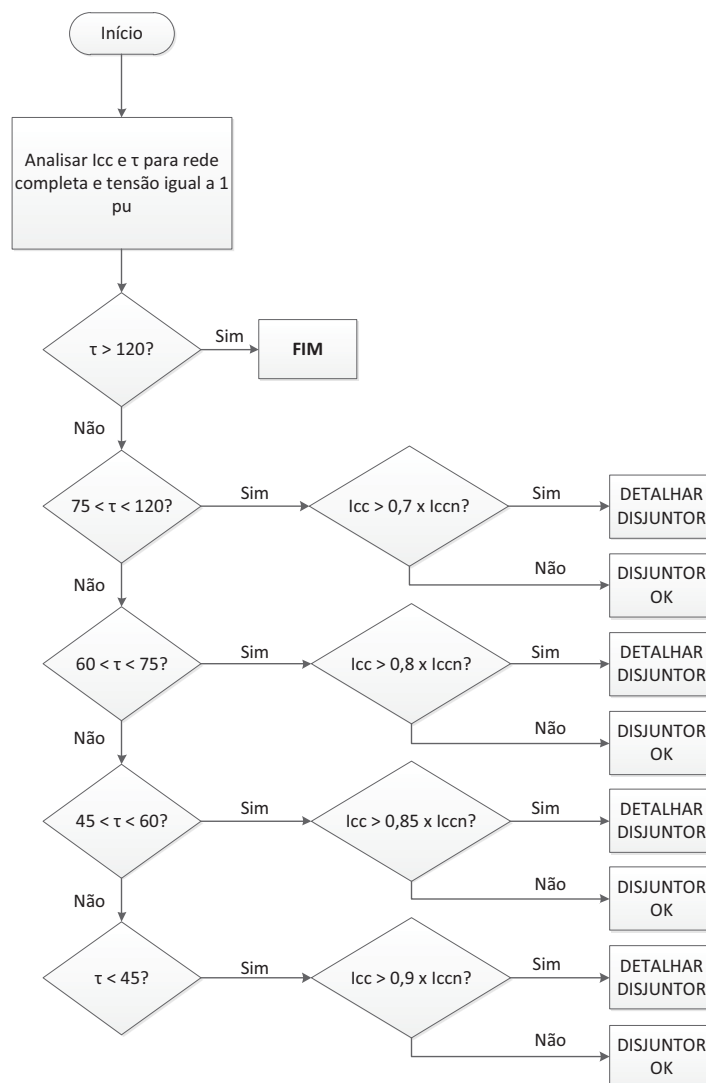 Início
Analisar Icc e τ para rede
completa e tensão igual a 1
pu
τ > 120?
Sim
FIM
Não
75 < τ < 120?
Sim
Icc > 0,7 x Iccn?
Sim
DETALHAR
DISJUNTOR
Não
DISJUNTOR
OK
Não
60 < τ < 75?
Sim
Icc > 0,8 x Iccn?
Sim
DETALHAR
DISJUNTOR
Não
DISJUNTOR
OK
Não
45 < τ < 60?
Sim
Icc > 0,85 x Iccn?
Sim
DETALHAR
DISJUNTOR
Não
DISJUNTOR
OK
Não
τ < 45?
Sim
Icc > 0,9 x Iccn?
Sim
DETALHAR
DISJUNTOR
Não
DISJUNTOR
OK